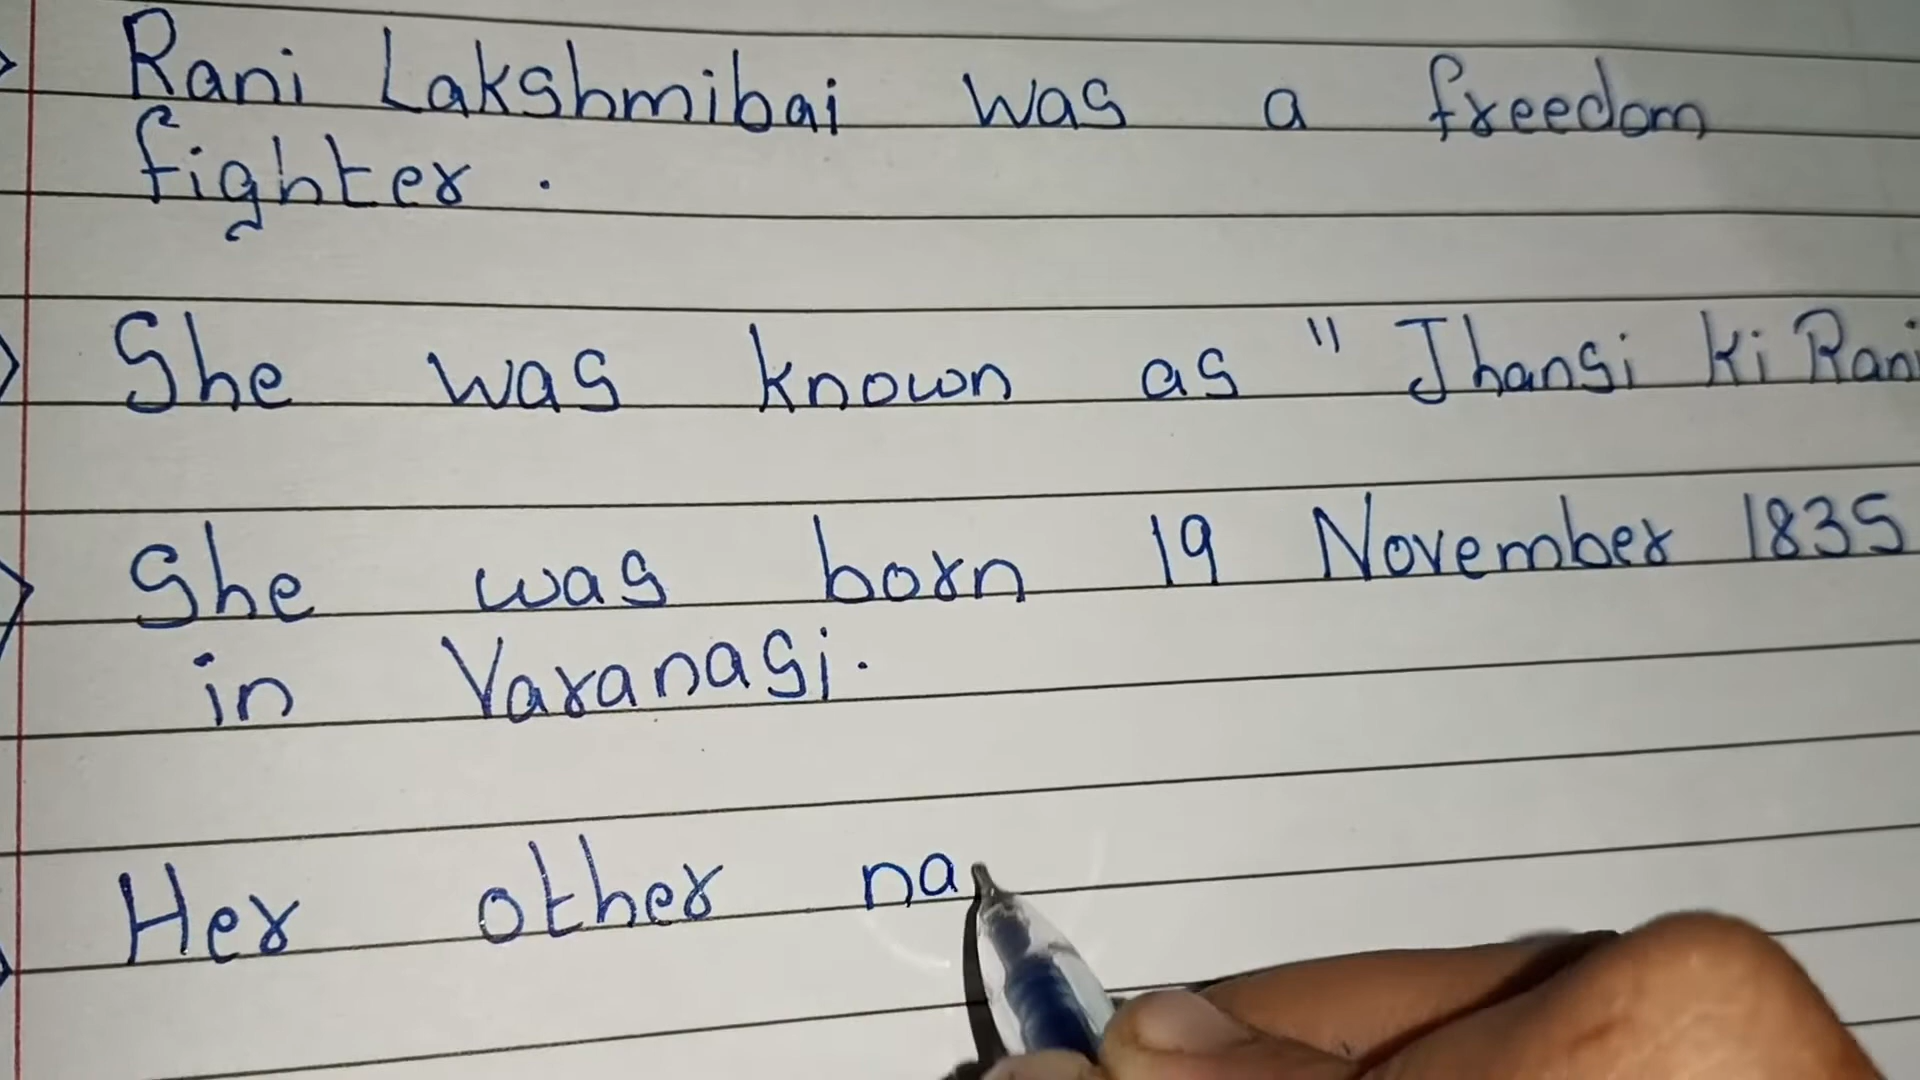 Rani Lakshmibai was a freedom
fighter.
She was known as "Jhansi Ki Rani
She was born 19 November 1835
in Varanasi.
Her other na